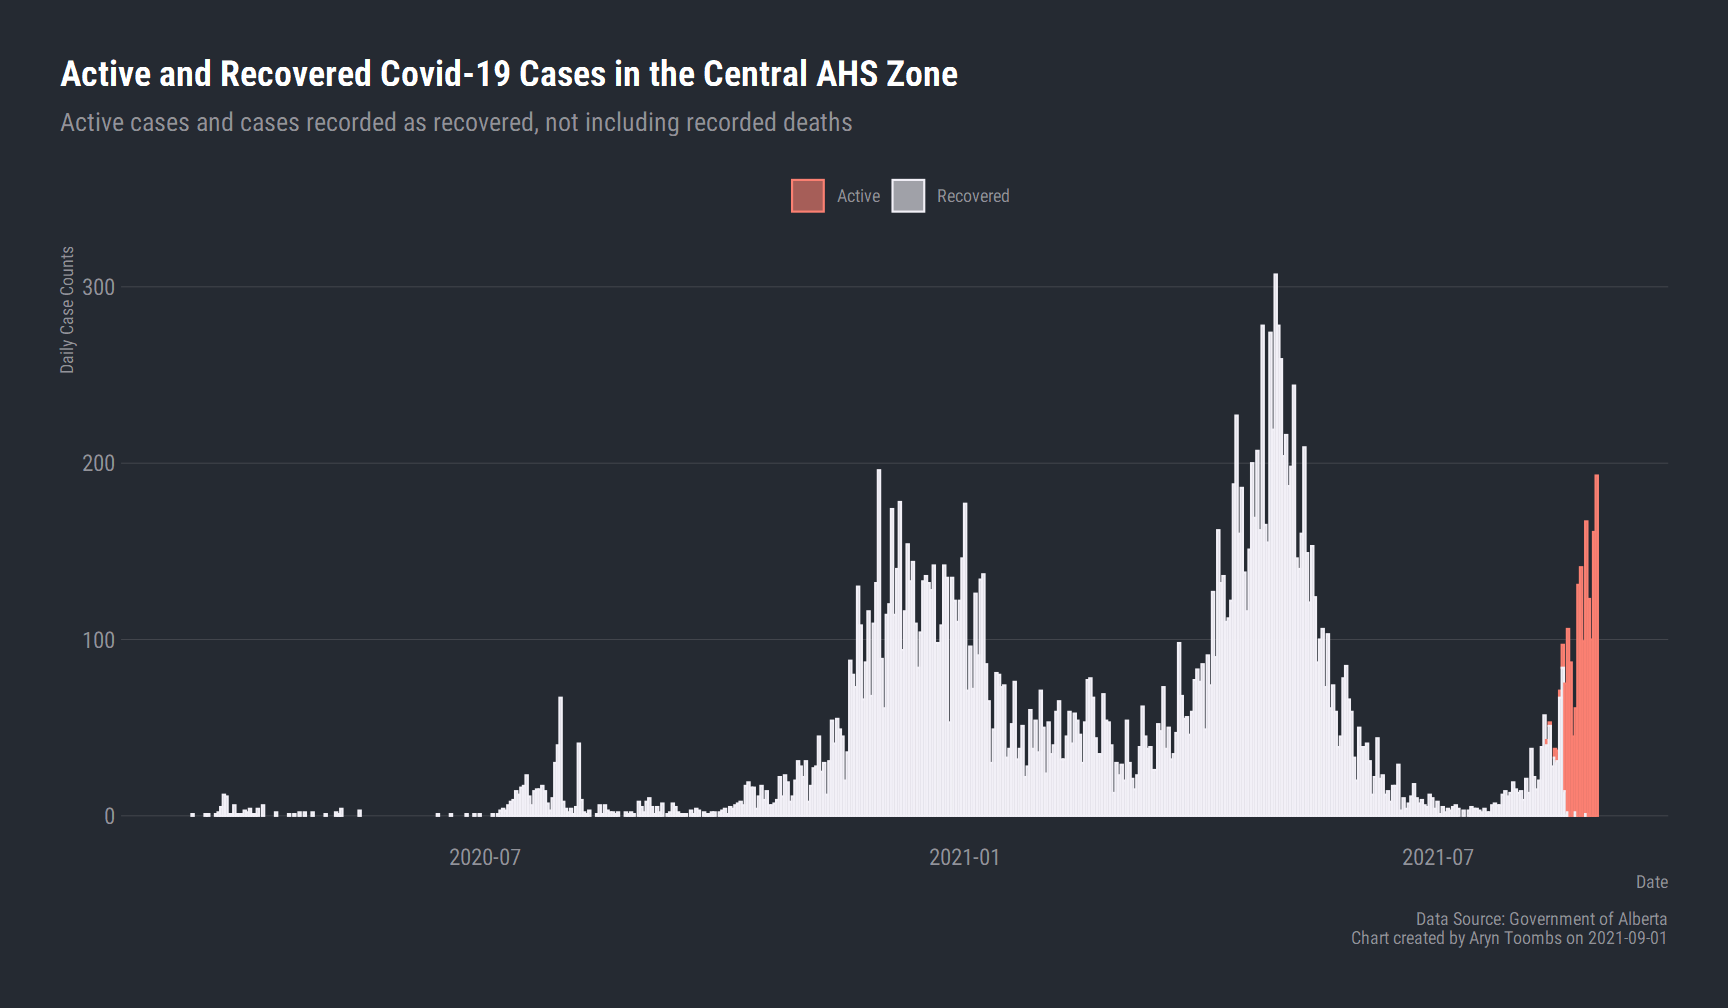 Active and Recovered Covid-19 Cases in the Central AHS Zone
Active cases and cases recorded as recovered, not including recorded deaths
Active Recovered
Daily Case Counts
300
200
100
0
2020-07 2021-01 2021-07
Date
Data Source: Government of Alberta
Chart created by Aryn Toombs on 2021-09-01